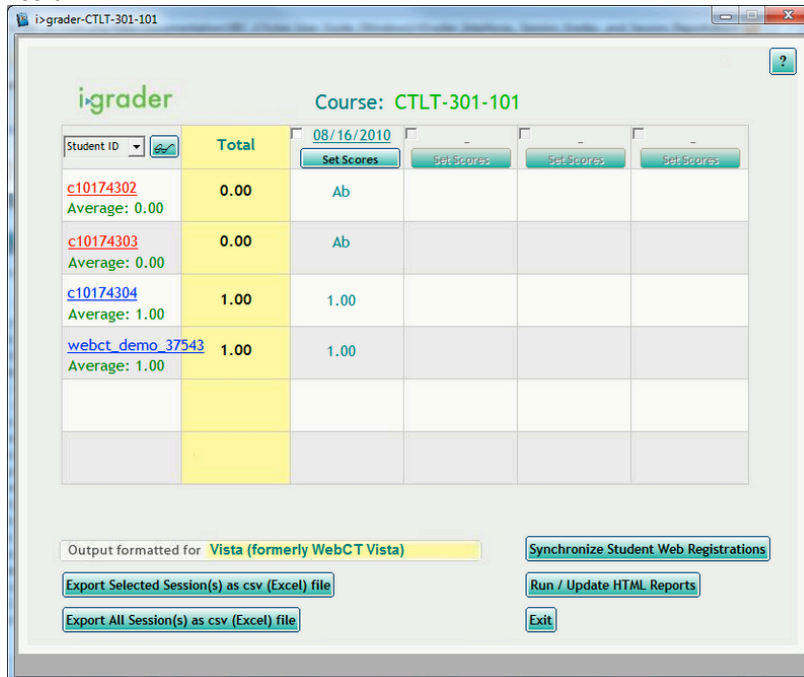 i>grader-CTLT-301-101
?
i>grader
Course: CTLT-301-101
Student ID
Total
08/16/2010
-
-
-
Set Scores
Set Scores
Set Scores
Set Scores
c10174302
Average: 0.00
0.00
Ab
c10174303
Average: 0.00
0.00
Ab
c10174304
Average: 1.00
1.00
1.00
webct_demo_37543
Average: 1.00
1.00
1.00
Output formatted for Vista (formerly WebCT Vista)
Synchronize Student Web Registrations
Export Selected Session(s) as csv (Excel) file
Run / Update HTML Reports
Export All Session(s) as csv (Excel) file
Exit